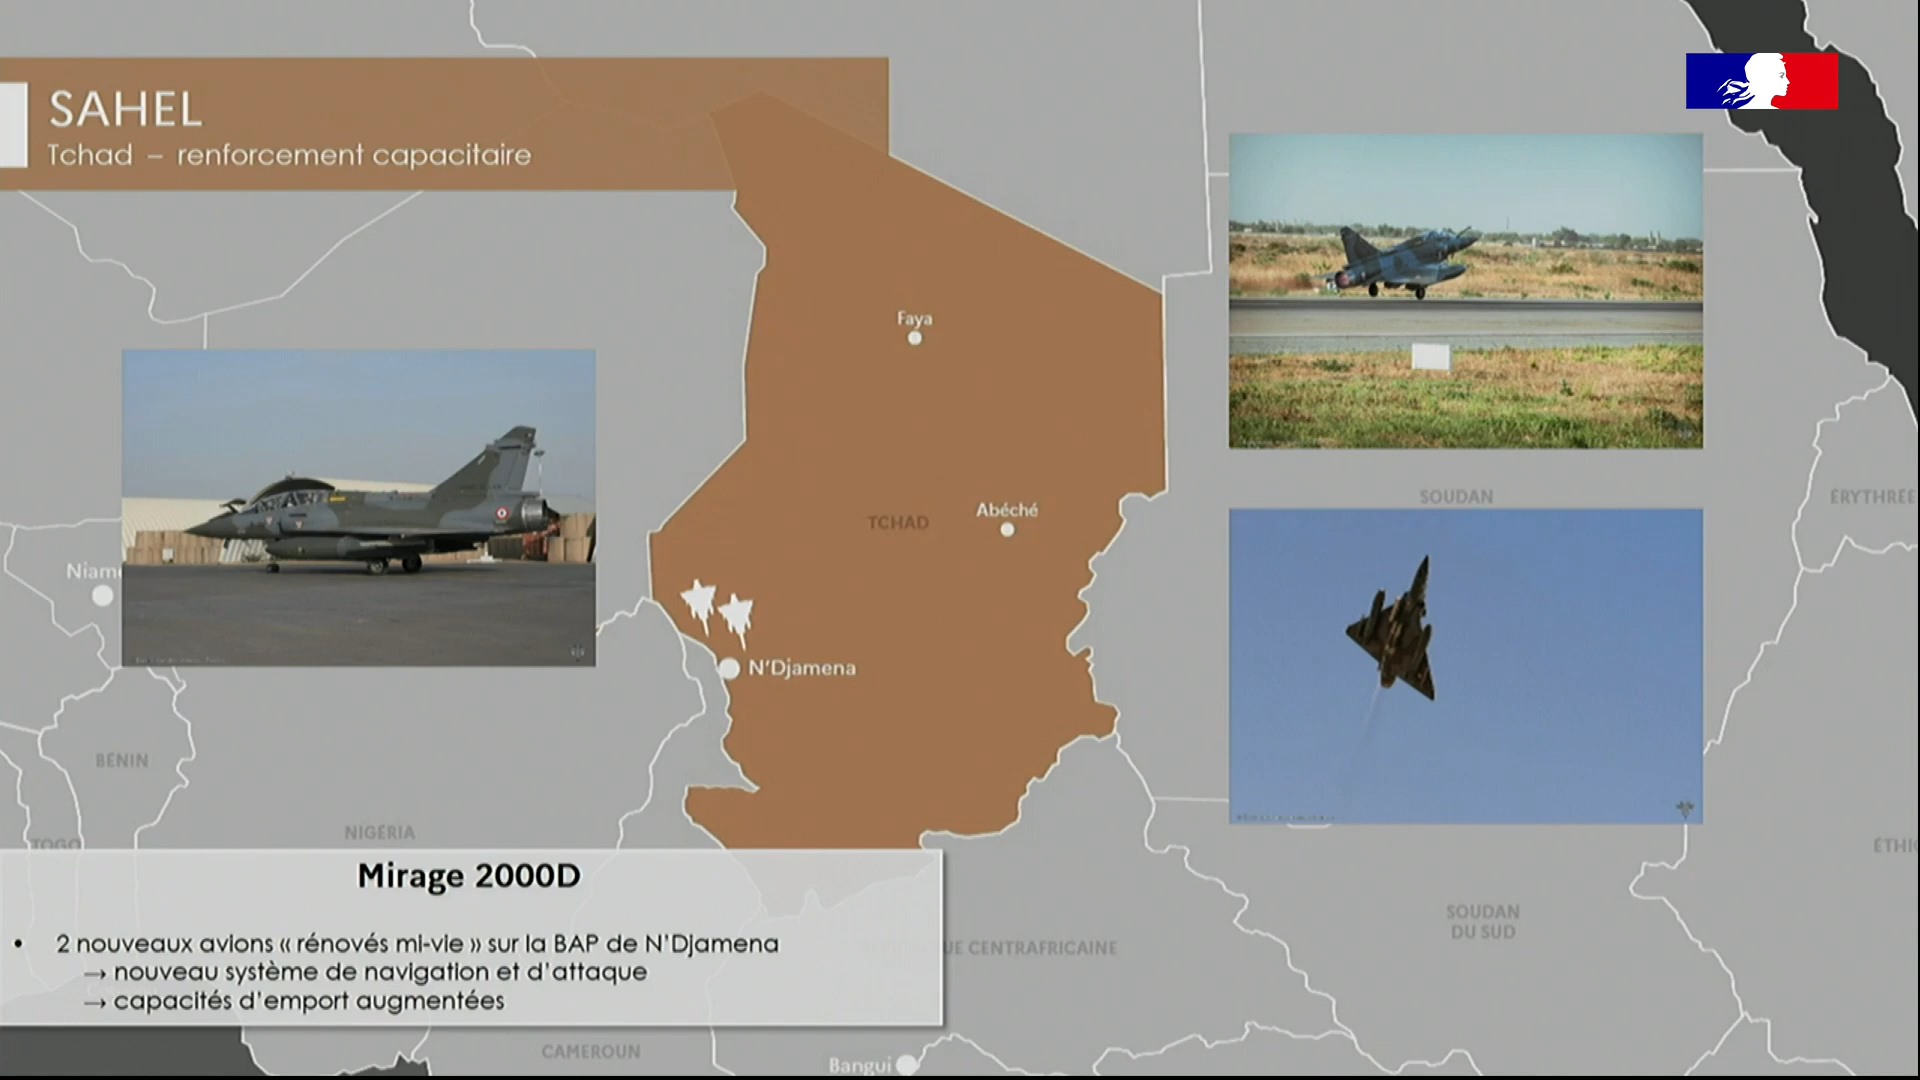 SAHEL
Tchad – renforcement capacitaire
Faya
SOUDAN
ÉRYTHRÉE
Abéché
TCHAD
N'Djamena
BÉNIN
NIGÉRIA
TOGO
Mirage 2000D
• 2 nouveaux avions « rénovés mi-vie » sur la BAP de N'Djamena
→ nouveau système de navigation et d'attaque
→ capacités d'emport augmentées
SOUDAN
DU SUD
CENTRAFRICAINE
CAMEROUN
Bangui